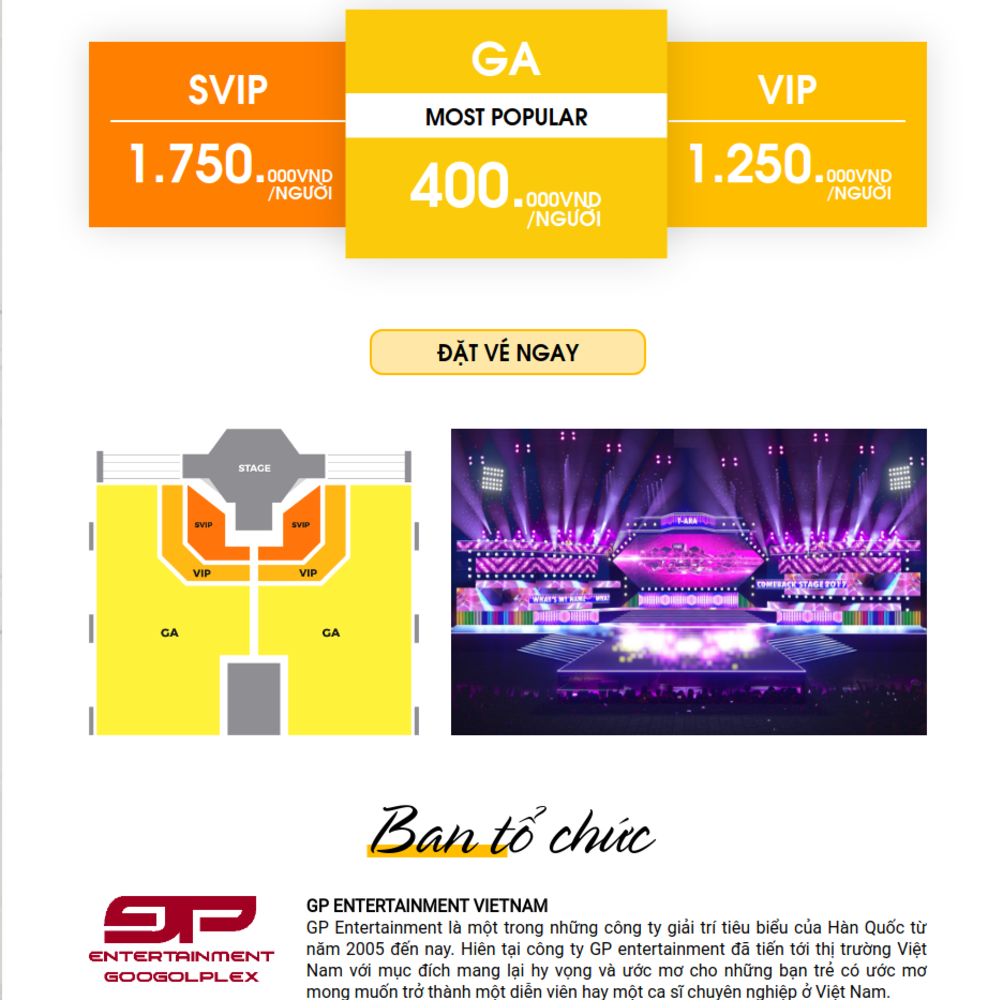 SVIP
1.750.000VND
/NGƯỜI
GA
MOST POPULAR
400.000VND
/NGƯỜI
VIP
1.250.000VND
/NGƯỜI
ĐẶT VÉ NGAY
STAGE
SVIP
SVIP
VIP
VIP
GA
GA
T-ARA
COMEBACK STAGE 2017
WHAT'S MY NAME
Ban tổ chức
GP
ENTERTAINMENT
GOOGOLPLEX
GP ENTERTAINMENT VIETNAM
GP Entertainment là một trong những công ty giải trí tiêu biểu của Hàn Quốc từ
năm 2005 đến nay. Hiên tại công ty GP entertainment đã tiến tới thị trường Việt
Nam với mục đích mang lại hy vọng và ước mơ cho những bạn trẻ có ước mơ
mong muốn trở thành một diễn viên hay một ca sĩ chuyên nghiệp ở Việt Nam.